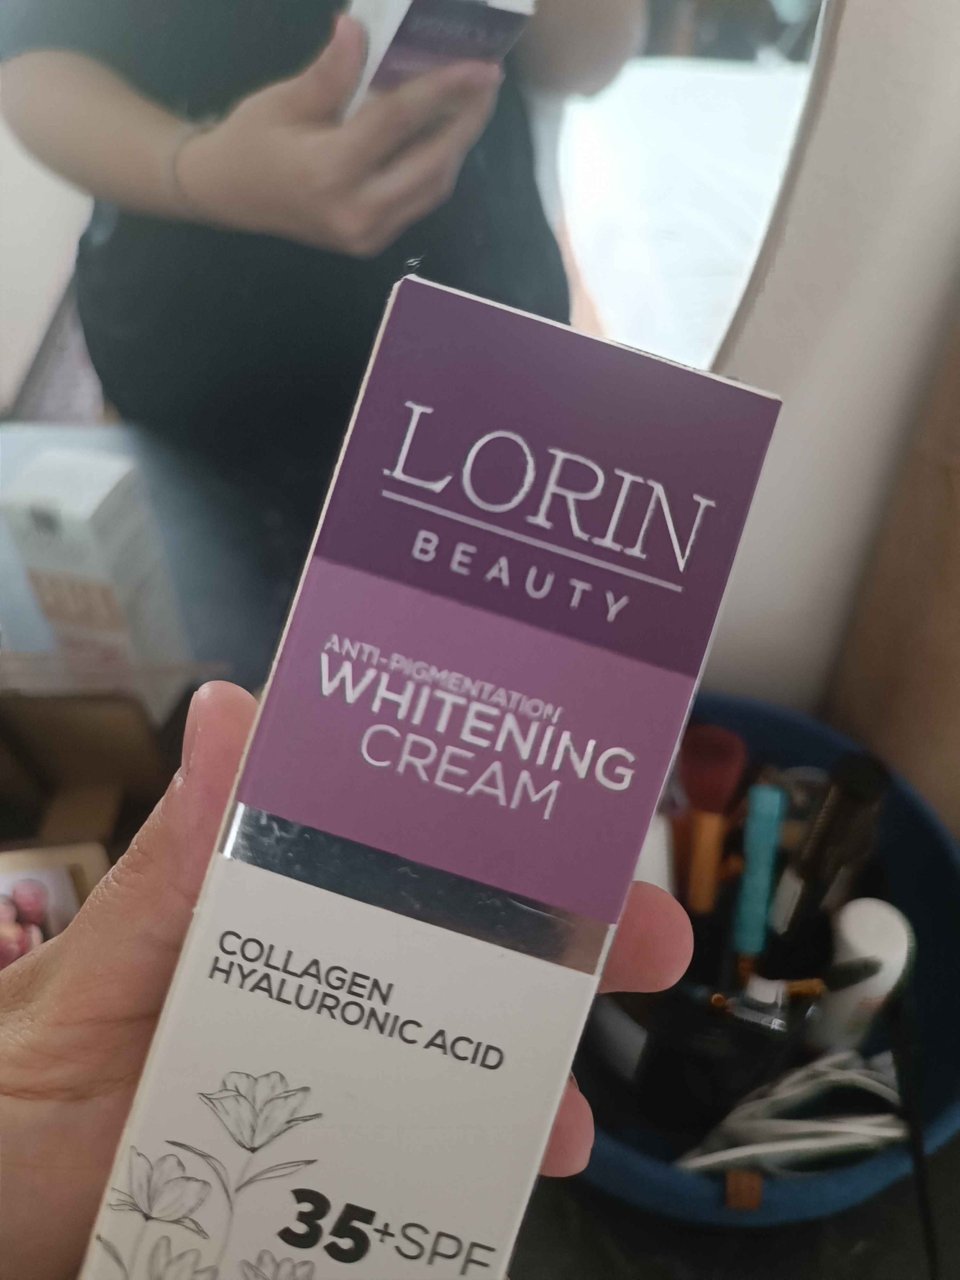 LORIN
BEAUTY
ANTI-PIGMENTATION
WHITENING
CREAM
COLLAGEN
HYALURONIC ACID
35+SPF